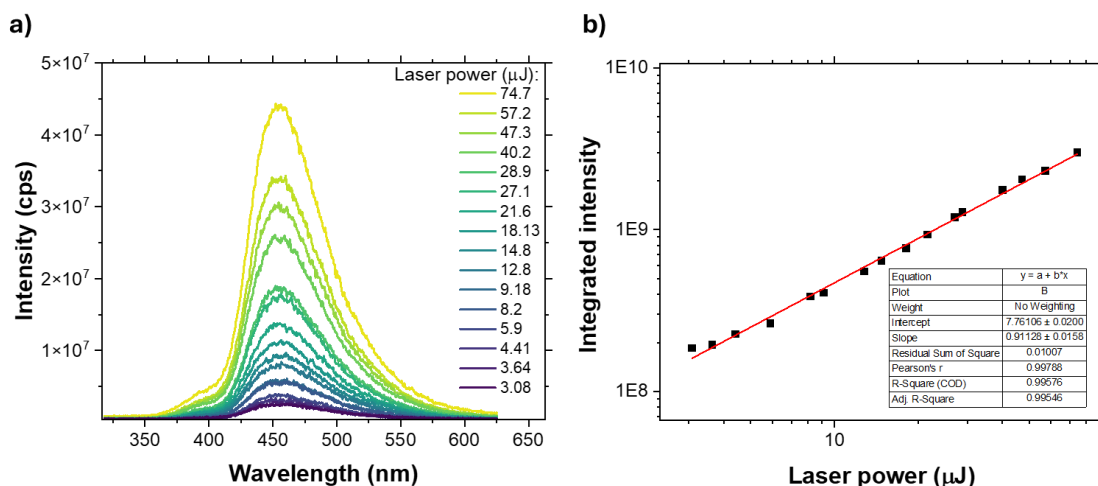 a)
5×10⁷
4×10⁷
3×10⁷
2×10⁷
1×10⁷
Intensity (cps)
350 400 450 500 550 600 650
Wavelength (nm)
Laser power (μJ):
74.7
57.2
47.3
40.2
28.9
27.1
21.6
18.13
14.8
12.8
9.18
8.2
5.9
4.41
3.64
3.08
b)
1E10
1E9
1E8
Integrated intensity
10
Laser power (μJ)
Equation y = a + b*x
Plot B
Weight No Weighting
Intercept 7.76106 ± 0.0200
Slope 0.91128 ± 0.0158
Residual Sum of Square 0.01007
Pearson's r 0.99788
R-Square (COD) 0.99576
Adj. R-Square 0.99546